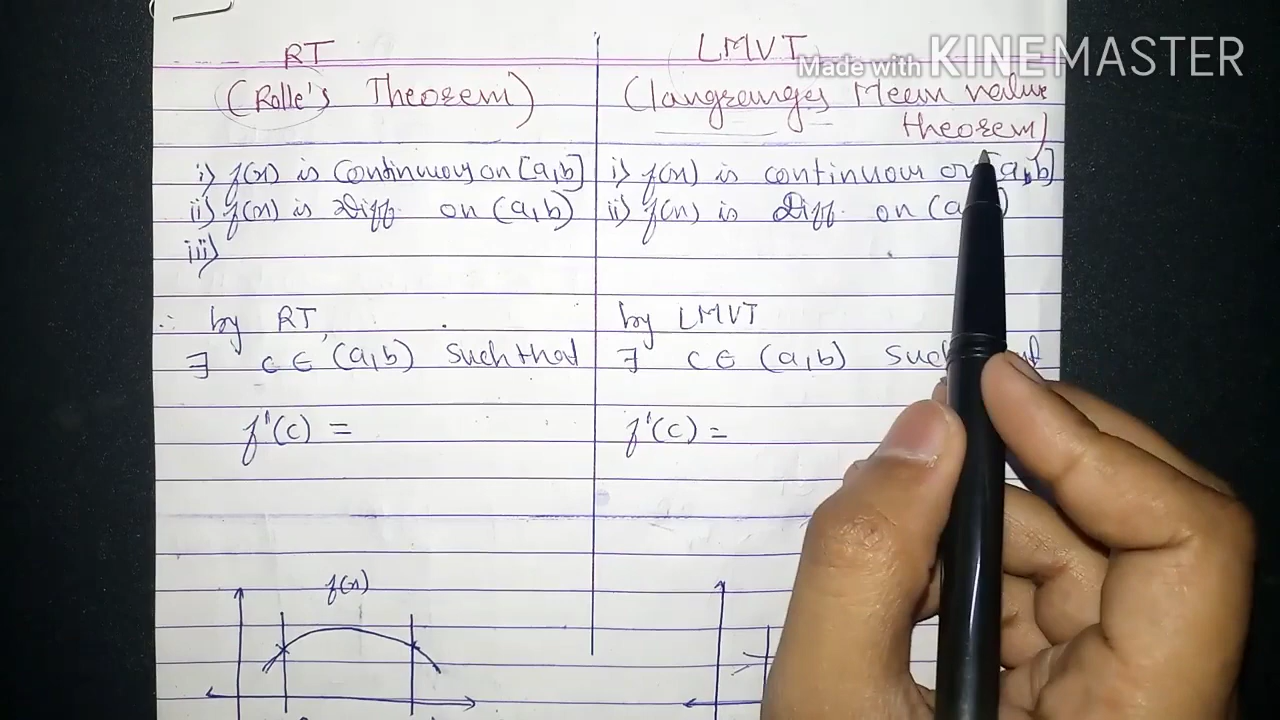 RT
(Rolle's Theorem)
i) f(x) is continuous on [a,b]
ii) f(x) is Diff. on (a,b)
iii)
∴ by RT,
∃ c ∈ (a,b) Such that
f'(c) =
f(x)
LMVT
(Langranges Mean value
theorem)
i) f(x) is continuous on [a,b]
ii) f(x) is Diff. on (a
by LMVT
∃ c ∈ (a,b) Such
f'(c) =
Made with KINEMASTER